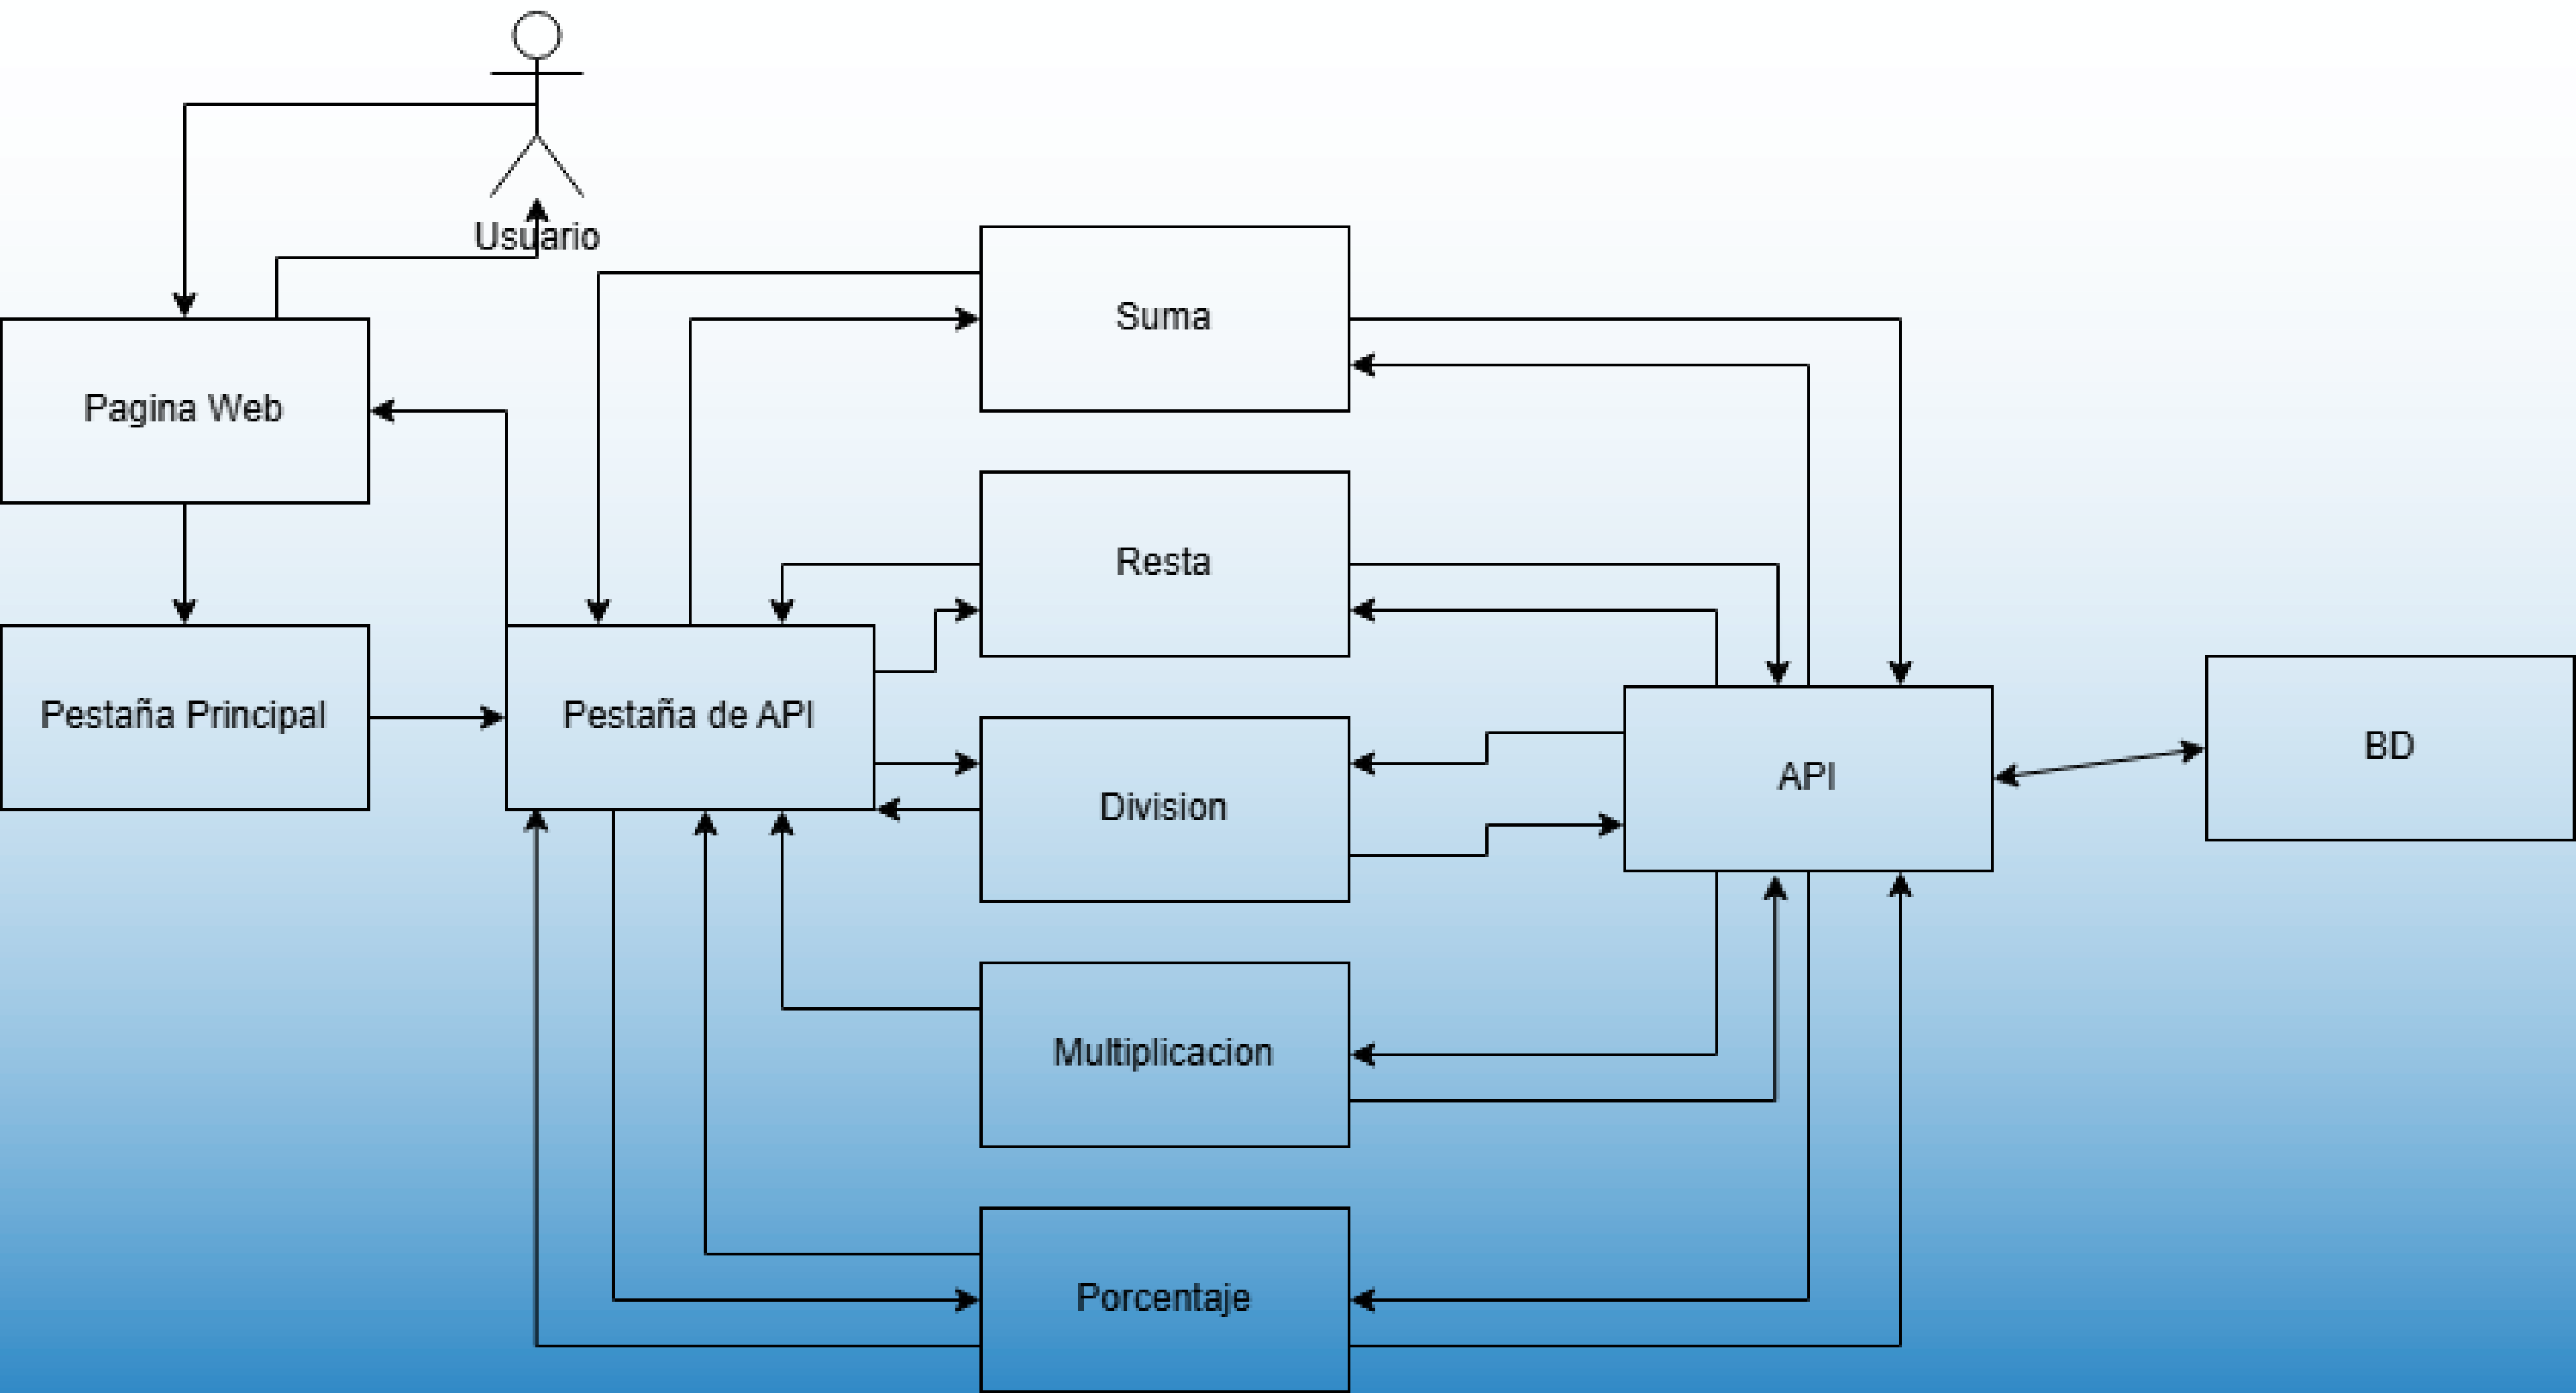 Usuario
Suma
Pagina Web
Resta
Pestaña Principal
Pestaña de API
BD
API
Division
Multiplicacion
Porcentaje